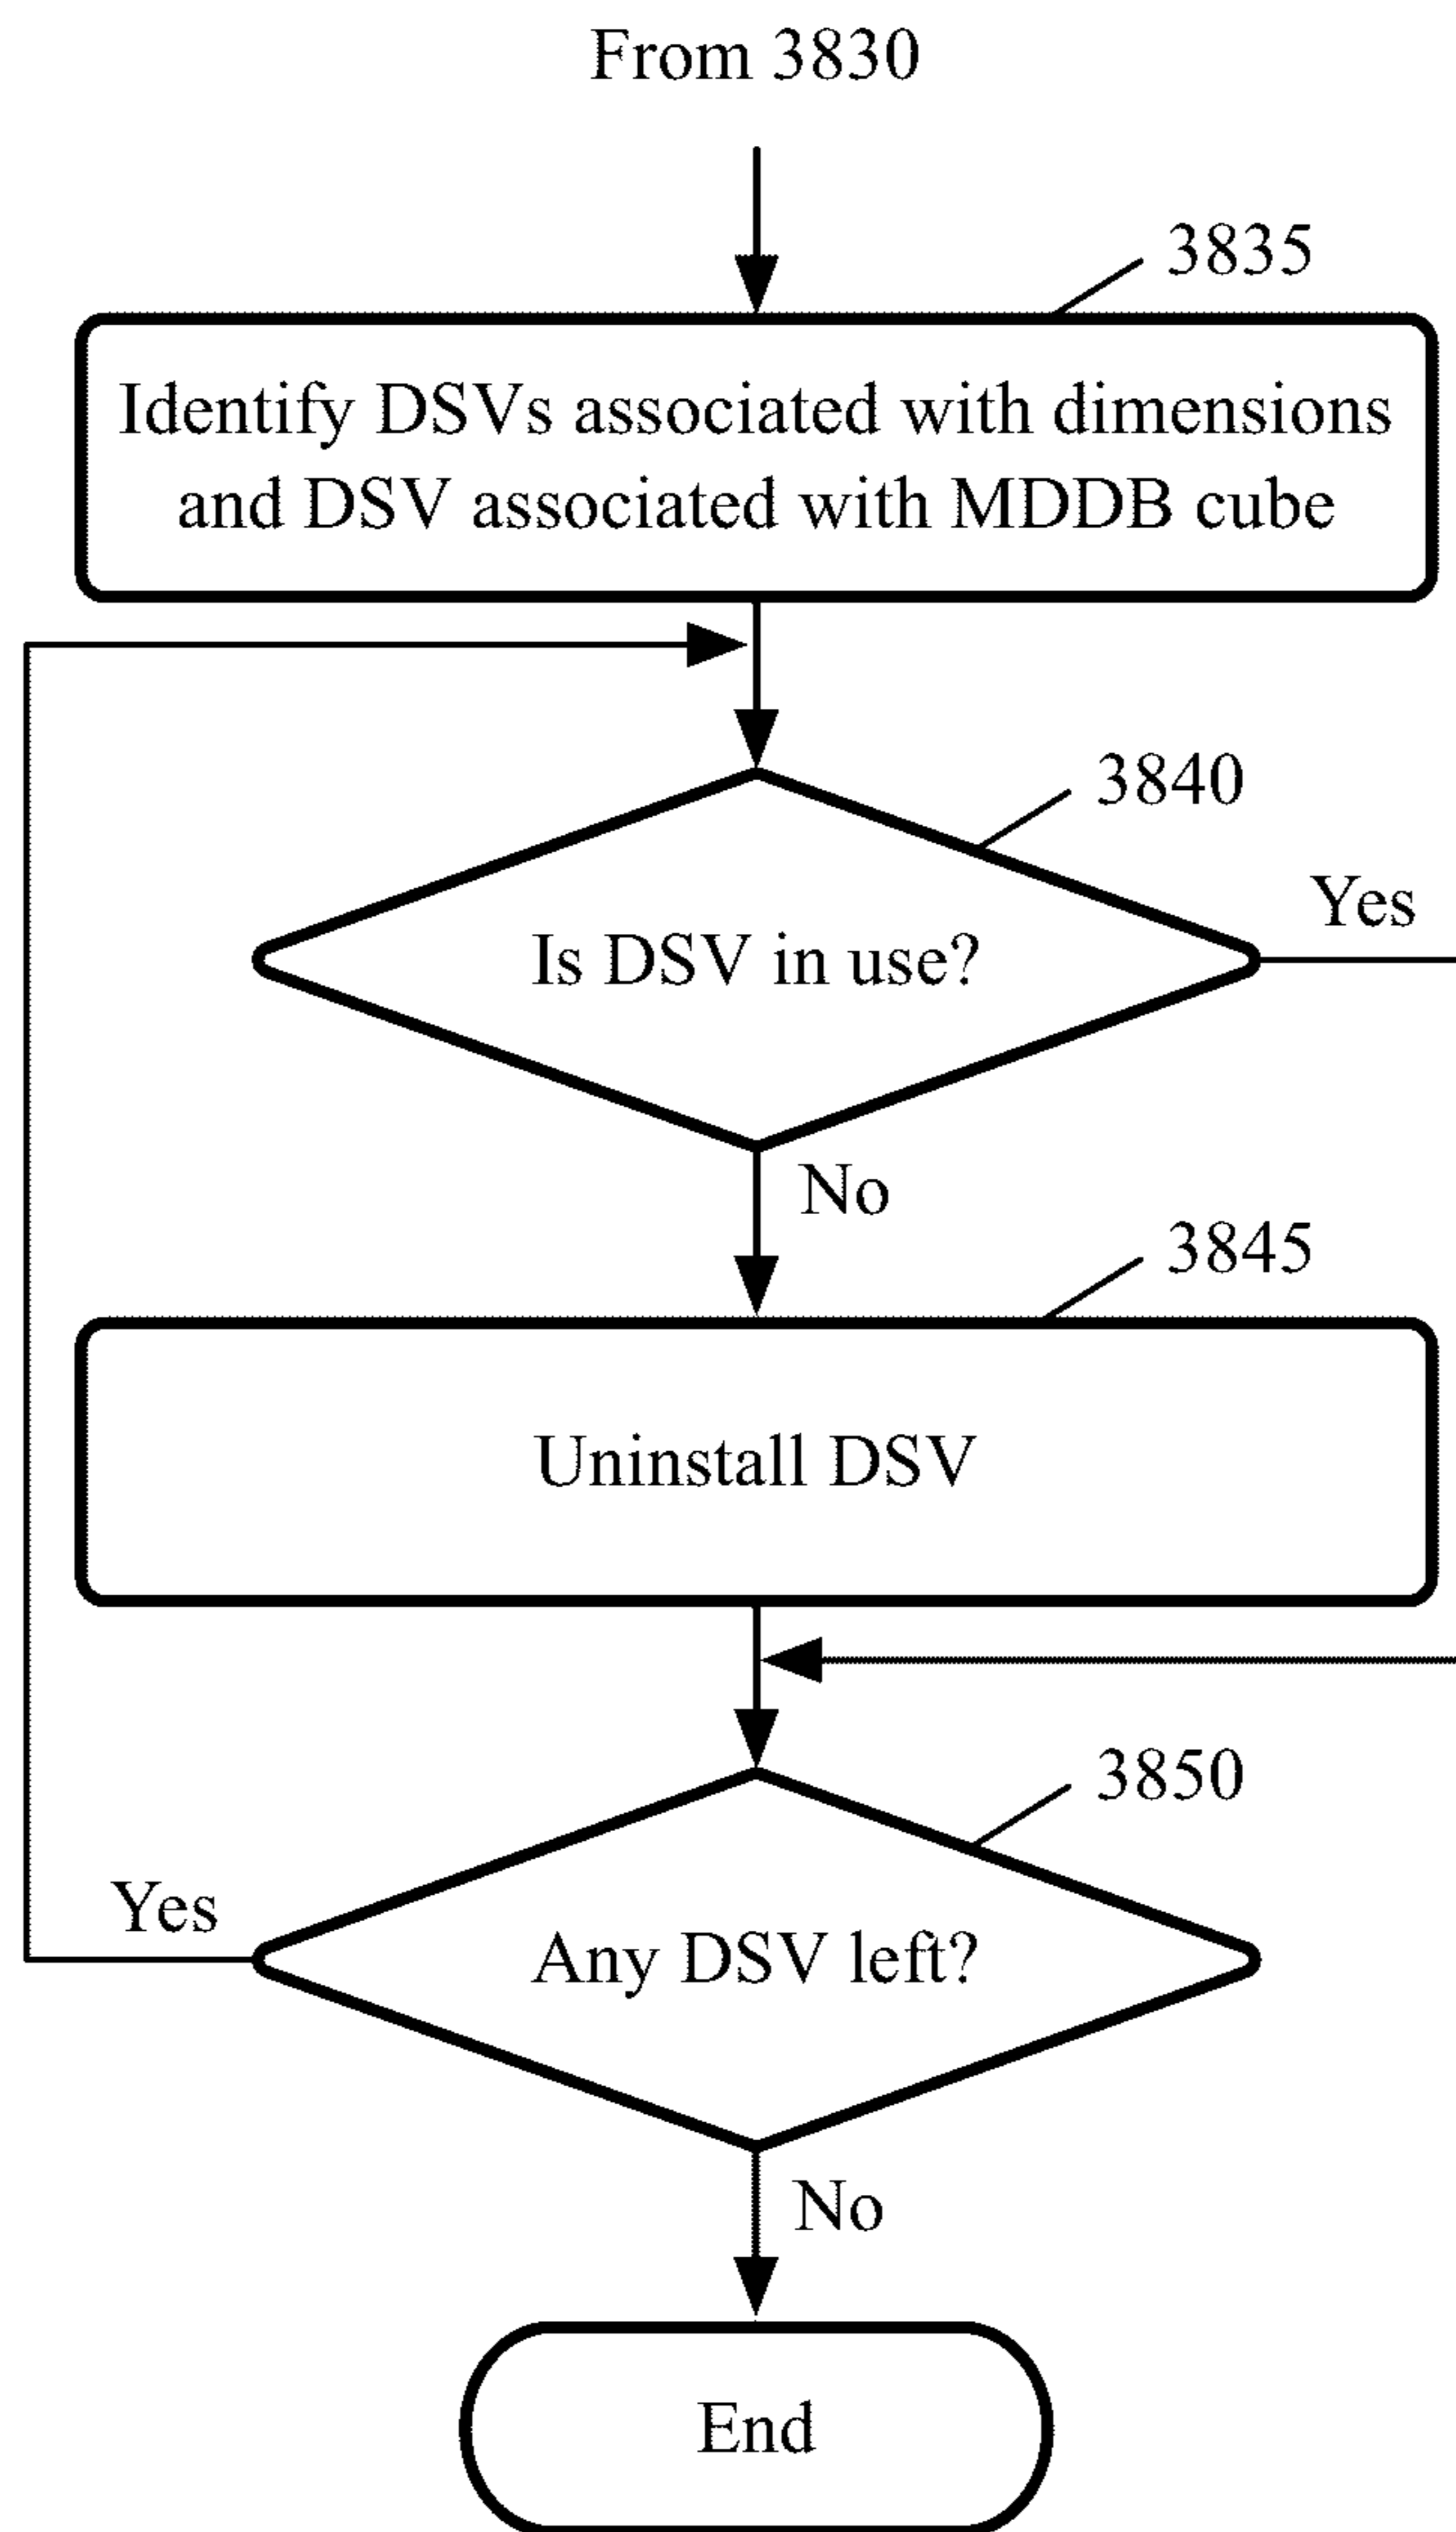 From 3830
3835
Identify DSVs associated with dimensions
and DSV associated with MDDB cube
3840
Yes
Is DSV in use?
No
3845
Uninstall DSV
3850
Yes
Any DSV left?
No
End